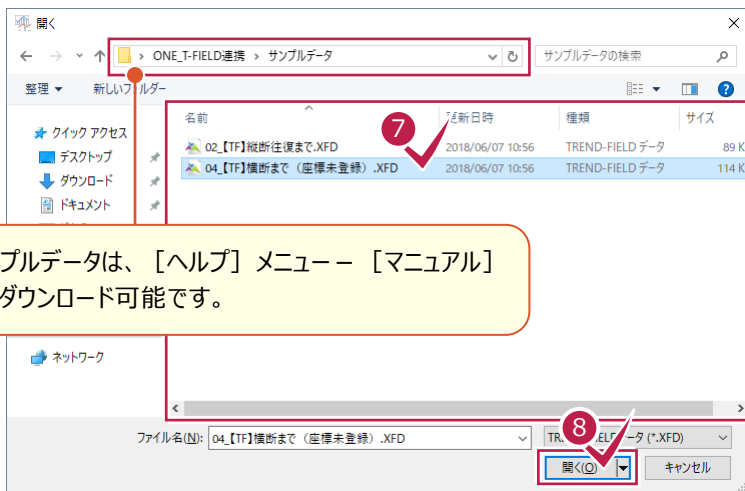 開く
ONE_T-FIELD連携 › サンプルデータ
サンプルデータの検索
整理 新しいフォルダー
名前 更新日時 種類 サイズ
クイック アクセス
02_【TF】縦断往復まで.XFD 2018/06/07 10:56 TREND-FIELD データ 89 K
デスクトップ
04_【TF】横断まで（座標未登録）.XFD 2018/06/07 10:56 TREND-FIELD データ 114 K
ダウンロード
ドキュメント
7
プルデータは、［ヘルプ］メニュー－［マニュアル］
ダウンロード可能です。
ネットワーク
ファイル名(N): 04_【TF】横断まで（座標未登録）.XFD
データ (*.XFD)
8
開く(O) キャンセル